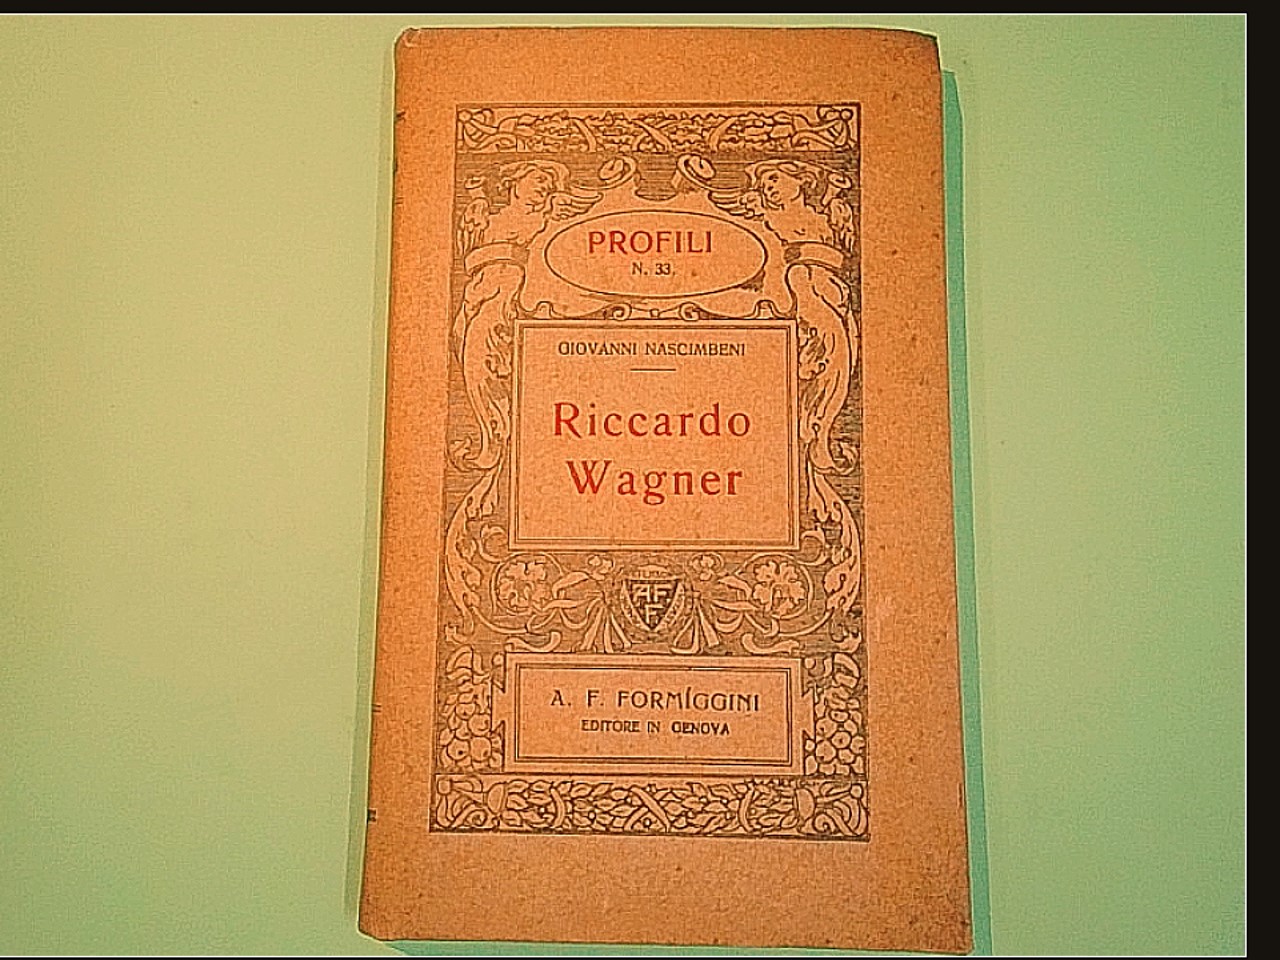 PROFILI
N. 33.
GIOVANNI NASCIMBENI
Riccardo
Wagner
A. F.
F
A. F. FORMÍGGINI
EDITORE IN GENOVA